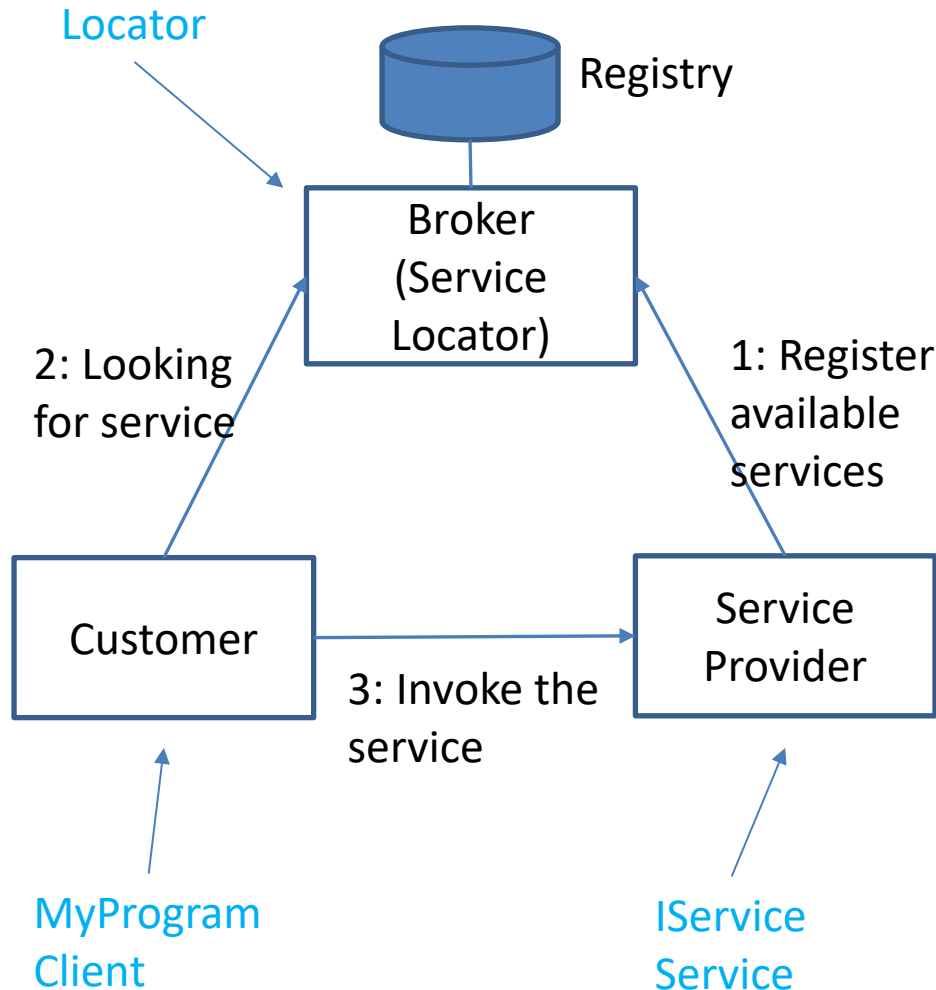 Locator
Registry
Broker
(Service
Locator)
2: Looking
for service
1: Register
available
services
Customer
Service
Provider
3: Invoke the
service
MyProgram
Client
IService
Service